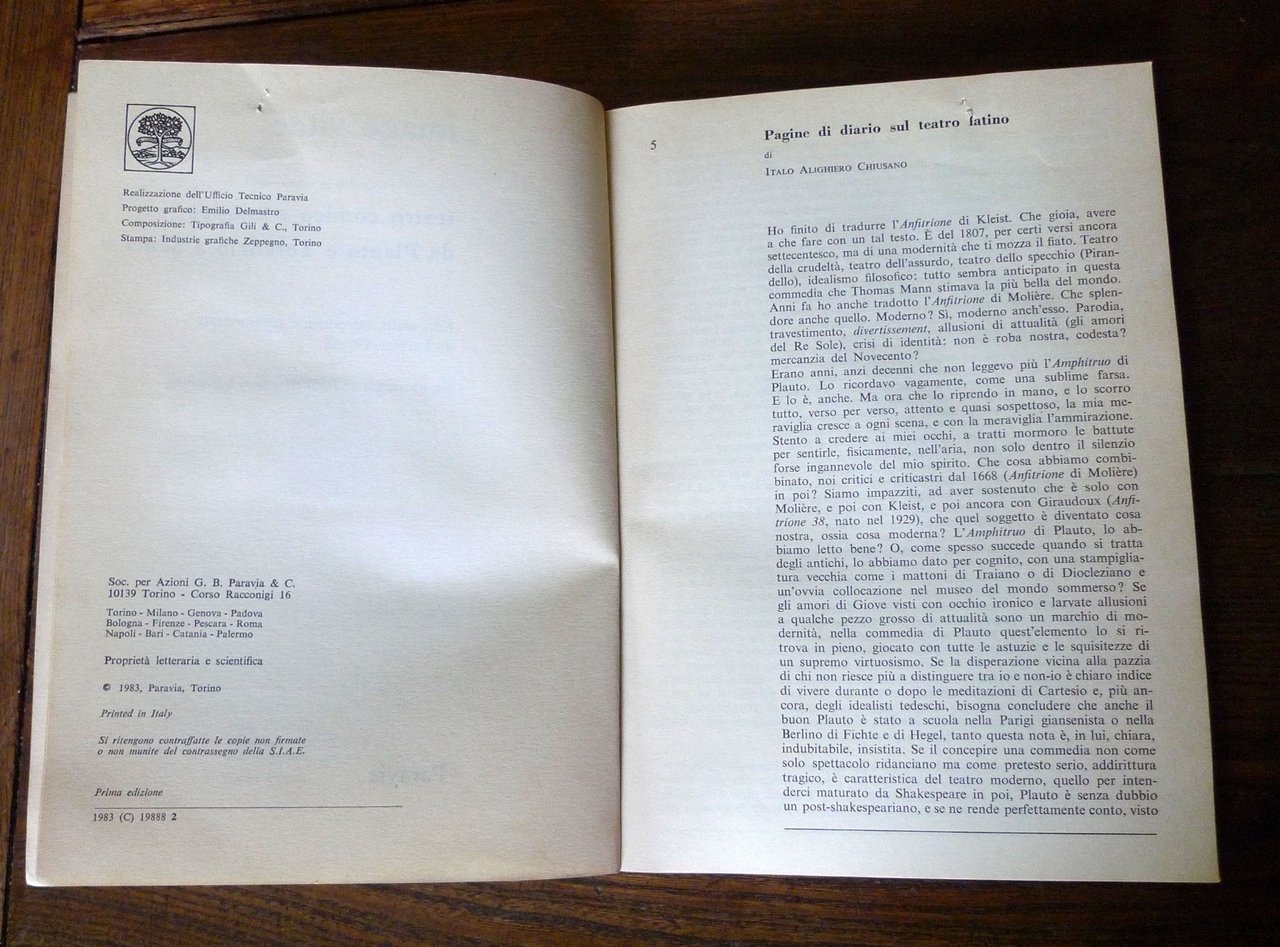 Realizzazione dell'Ufficio Tecnico Paravia
Progetto grafico: Emilio Delmastro
Composizione: Tipografia Gili & C., Torino
Stampa: Industrie grafiche Zeppegno, Torino
Soc. per Azioni G. B. Paravia & C.
10139 Torino - Corso Racconigi 16
Torino - Milano - Genova - Padova
Bologna - Firenze - Pescara - Roma
Napoli - Bari - Catania - Palermo
Proprietà letteraria e scientifica
© 1983, Paravia, Torino
Printed in Italy
Si ritengono contraffatte le copie non firmate
o non munite del contrassegno della S.I.A.E.
Prima edizione
1983 (C) 19888 2
5
Pagine di diario sul teatro latino
di
ITALO ALIGHIERO CHIUSANO
Ho finito di tradurre l'Anfitrione di Kleist. Che gioia, avere
a che fare con un tal testo. È del 1807, per certi versi ancora
settecentesco, ma di una modernità che ti mozza il fiato. Teatro
della crudeltà, teatro dell'assurdo, teatro dello specchio (Piran-
dello), idealismo filosofico: tutto sembra anticipato in questa
commedia che Thomas Mann stimava la più bella del mondo.
Anni fa ho anche tradotto l'Anfitrione di Molière. Che splen-
dore anche quello. Moderno? Sì, moderno anch'esso. Parodia,
travestimento, divertissement, allusioni di attualità (gli amori
del Re Sole), crisi di identità: non è roba nostra, codesta?
mercanzia del Novecento?
Erano anni, anzi decenni che non leggevo più l'Amphitruo di
Plauto. Lo ricordavo vagamente, come una sublime farsa.
E lo è, anche. Ma ora che lo riprendo in mano, e lo scorro
tutto, verso per verso, attento e quasi sospettoso, la mia me-
raviglia cresce a ogni scena, e con la meraviglia l'ammirazione.
Stento a credere ai miei occhi, a tratti mormoro le battute
per sentirle, fisicamente, nell'aria, non solo dentro il silenzio
forse ingannevole del mio spirito. Che cosa abbiamo combi-
binato, noi critici e criticastri dal 1668 (Anfitrione di Molière)
in poi? Siamo impazziti, ad aver sostenuto che è solo con
Molière, e poi con Kleist, e poi ancora con Giraudoux (Anfi-
trione 38, nato nel 1929), che quel soggetto è diventato cosa
nostra, ossia cosa moderna? L'Amphitruo di Plauto, lo ab-
biamo letto bene? O, come spesso succede quando si tratta
degli antichi, lo abbiamo dato per cognito, con una stampiglia-
tura vecchia come i mattoni di Traiano o di Diocleziano e
un'ovvia collocazione nel museo del mondo sommerso? Se
gli amori di Giove visti con occhio ironico e larvate allusioni
a qualche pezzo grosso di attualità sono un marchio di mo-
dernità, nella commedia di Plauto quest'elemento lo si ri-
trova in pieno, giocato con tutte le astuzie e le squisitezze di
un supremo virtuosismo. Se la disperazione vicina alla pazzia
di chi non riesce più a distinguere tra io e non-io è chiaro indice
di vivere durante o dopo le meditazioni di Cartesio e, più an-
cora, degli idealisti tedeschi, bisogna concludere che anche il
buon Plauto è stato a scuola nella Parigi giansenista o nella
Berlino di Fichte e di Hegel, tanto questa nota è, in lui, chiara,
indubitabile, insistita. Se il concepire una commedia non come
solo spettacolo ridanciano ma come pretesto serio, addirittura
tragico, è caratteristica del teatro moderno, quello per inten-
derci maturato da Shakespeare in poi, Plauto è senza dubbio
un post-shakespeariano, e se ne rende perfettamente conto, visto